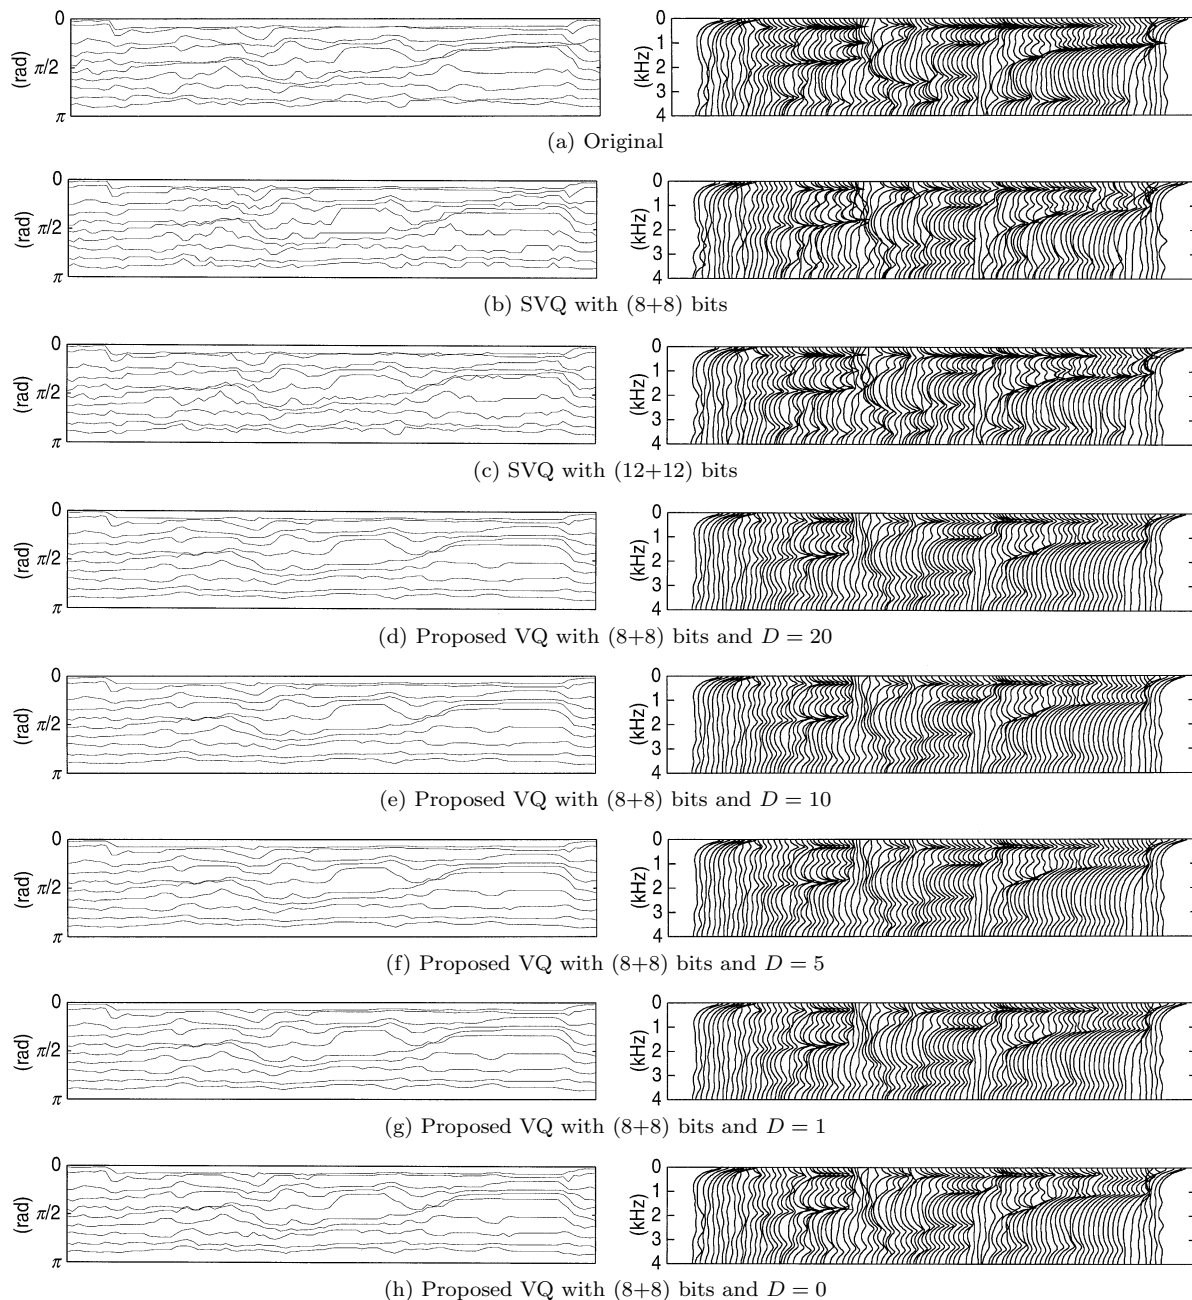 0
(rad) π/2
π
0
1
(kHz) 2
3
4
(a) Original
0
(rad) π/2
π
0
1
(kHz) 2
3
4
(b) SVQ with (8+8) bits
0
(rad) π/2
π
0
1
(kHz) 2
3
4
(c) SVQ with (12+12) bits
0
(rad) π/2
π
0
1
(kHz) 2
3
4
(d) Proposed VQ with (8+8) bits and D = 20
0
(rad) π/2
π
0
1
(kHz) 2
3
4
(e) Proposed VQ with (8+8) bits and D = 10
0
(rad) π/2
π
0
1
(kHz) 2
3
4
(f) Proposed VQ with (8+8) bits and D = 5
0
(rad) π/2
π
0
1
(kHz) 2
3
4
(g) Proposed VQ with (8+8) bits and D = 1
0
(rad) π/2
π
0
1
(kHz) 2
3
4
(h) Proposed VQ with (8+8) bits and D = 0